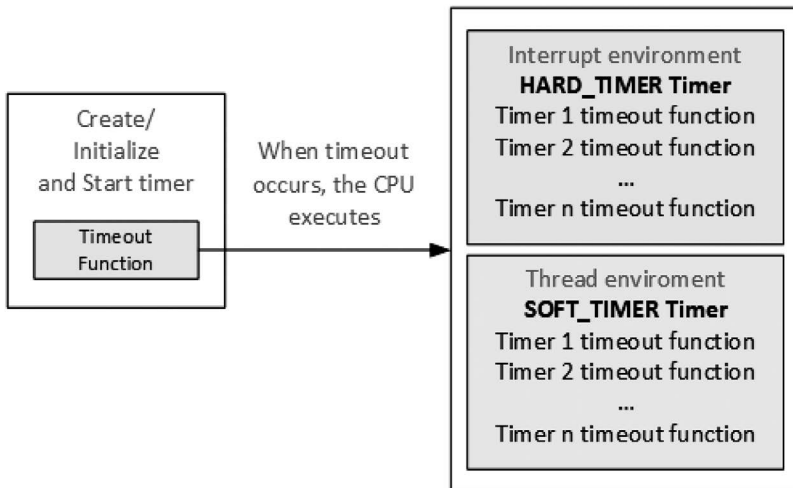 Create/
Initialize
and Start timer
Timeout
Function
When timeout
occurs, the CPU
executes
Interrupt environment
HARD_TIMER Timer
Timer 1 timeout function
Timer 2 timeout function
...
Timer n timeout function
Thread enviroment
SOFT_TIMER Timer
Timer 1 timeout function
Timer 2 timeout function
...
Timer n timeout function